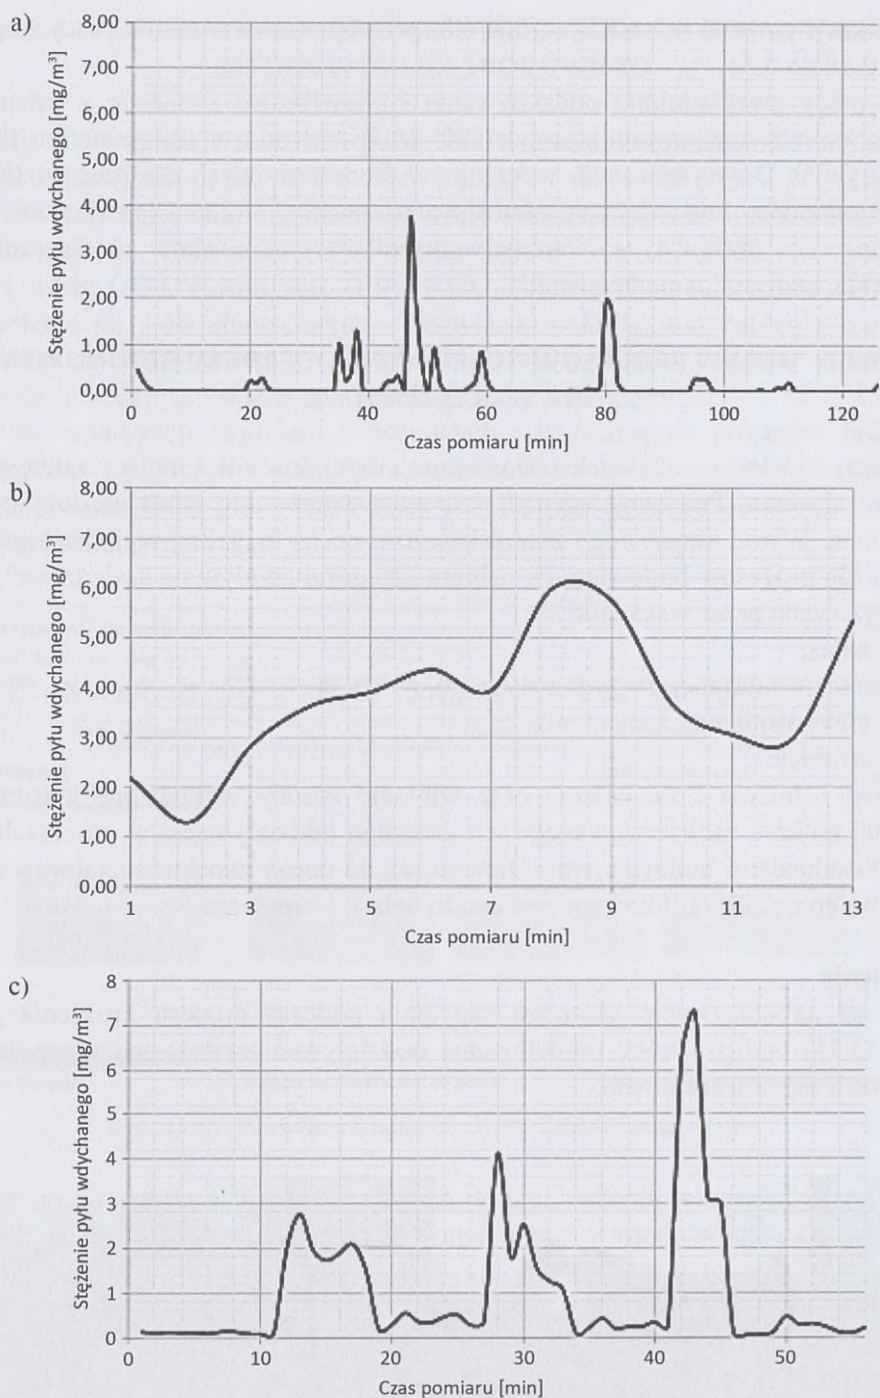 a)
Stężenie pyłu wdychanego [mg/m³]
8,00
7,00
6,00
5,00
4,00
3,00
2,00
1,00
0,00
0 20 40 60 80 100 120
Czas pomiaru [min]
b)
Stężenie pyłu wdychanego [mg/m³]
8,00
7,00
6,00
5,00
4,00
3,00
2,00
1,00
0,00
1 3 5 7 9 11 13
Czas pomiaru [min]
c)
Stężenie pyłu wdychanego [mg/m³]
8
7
6
5
4
3
2
1
0
0 10 20 30 40 50
Czas pomiaru [min]